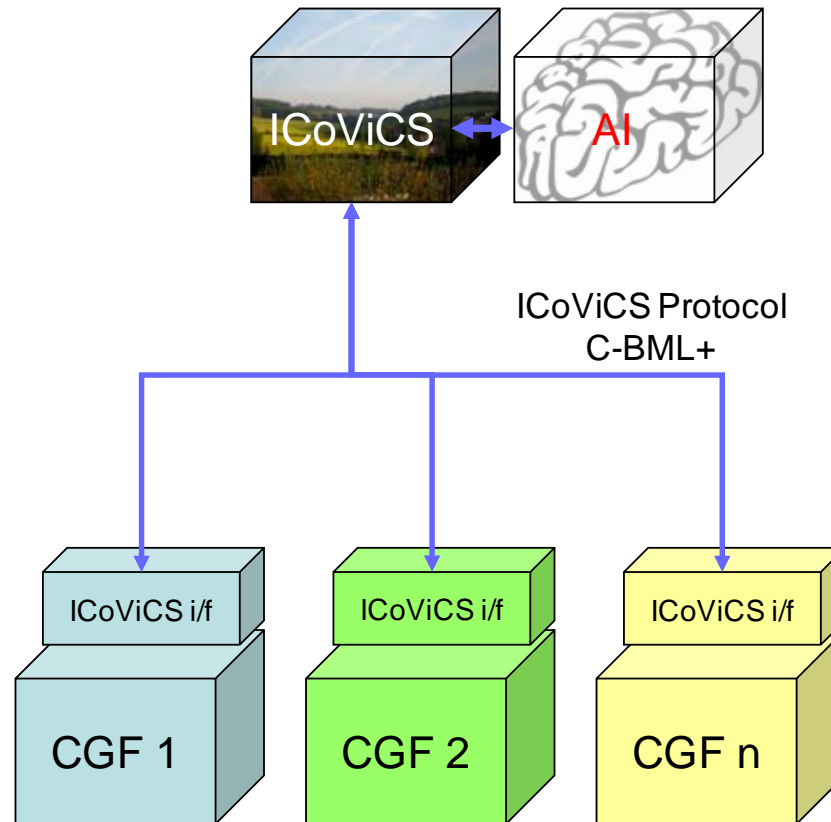 ICoViCS
AI
ICoViCS Protocol
C-BML+
ICoViCS i/f
ICoViCS i/f
ICoViCS i/f
CGF 1
CGF 2
CGF n